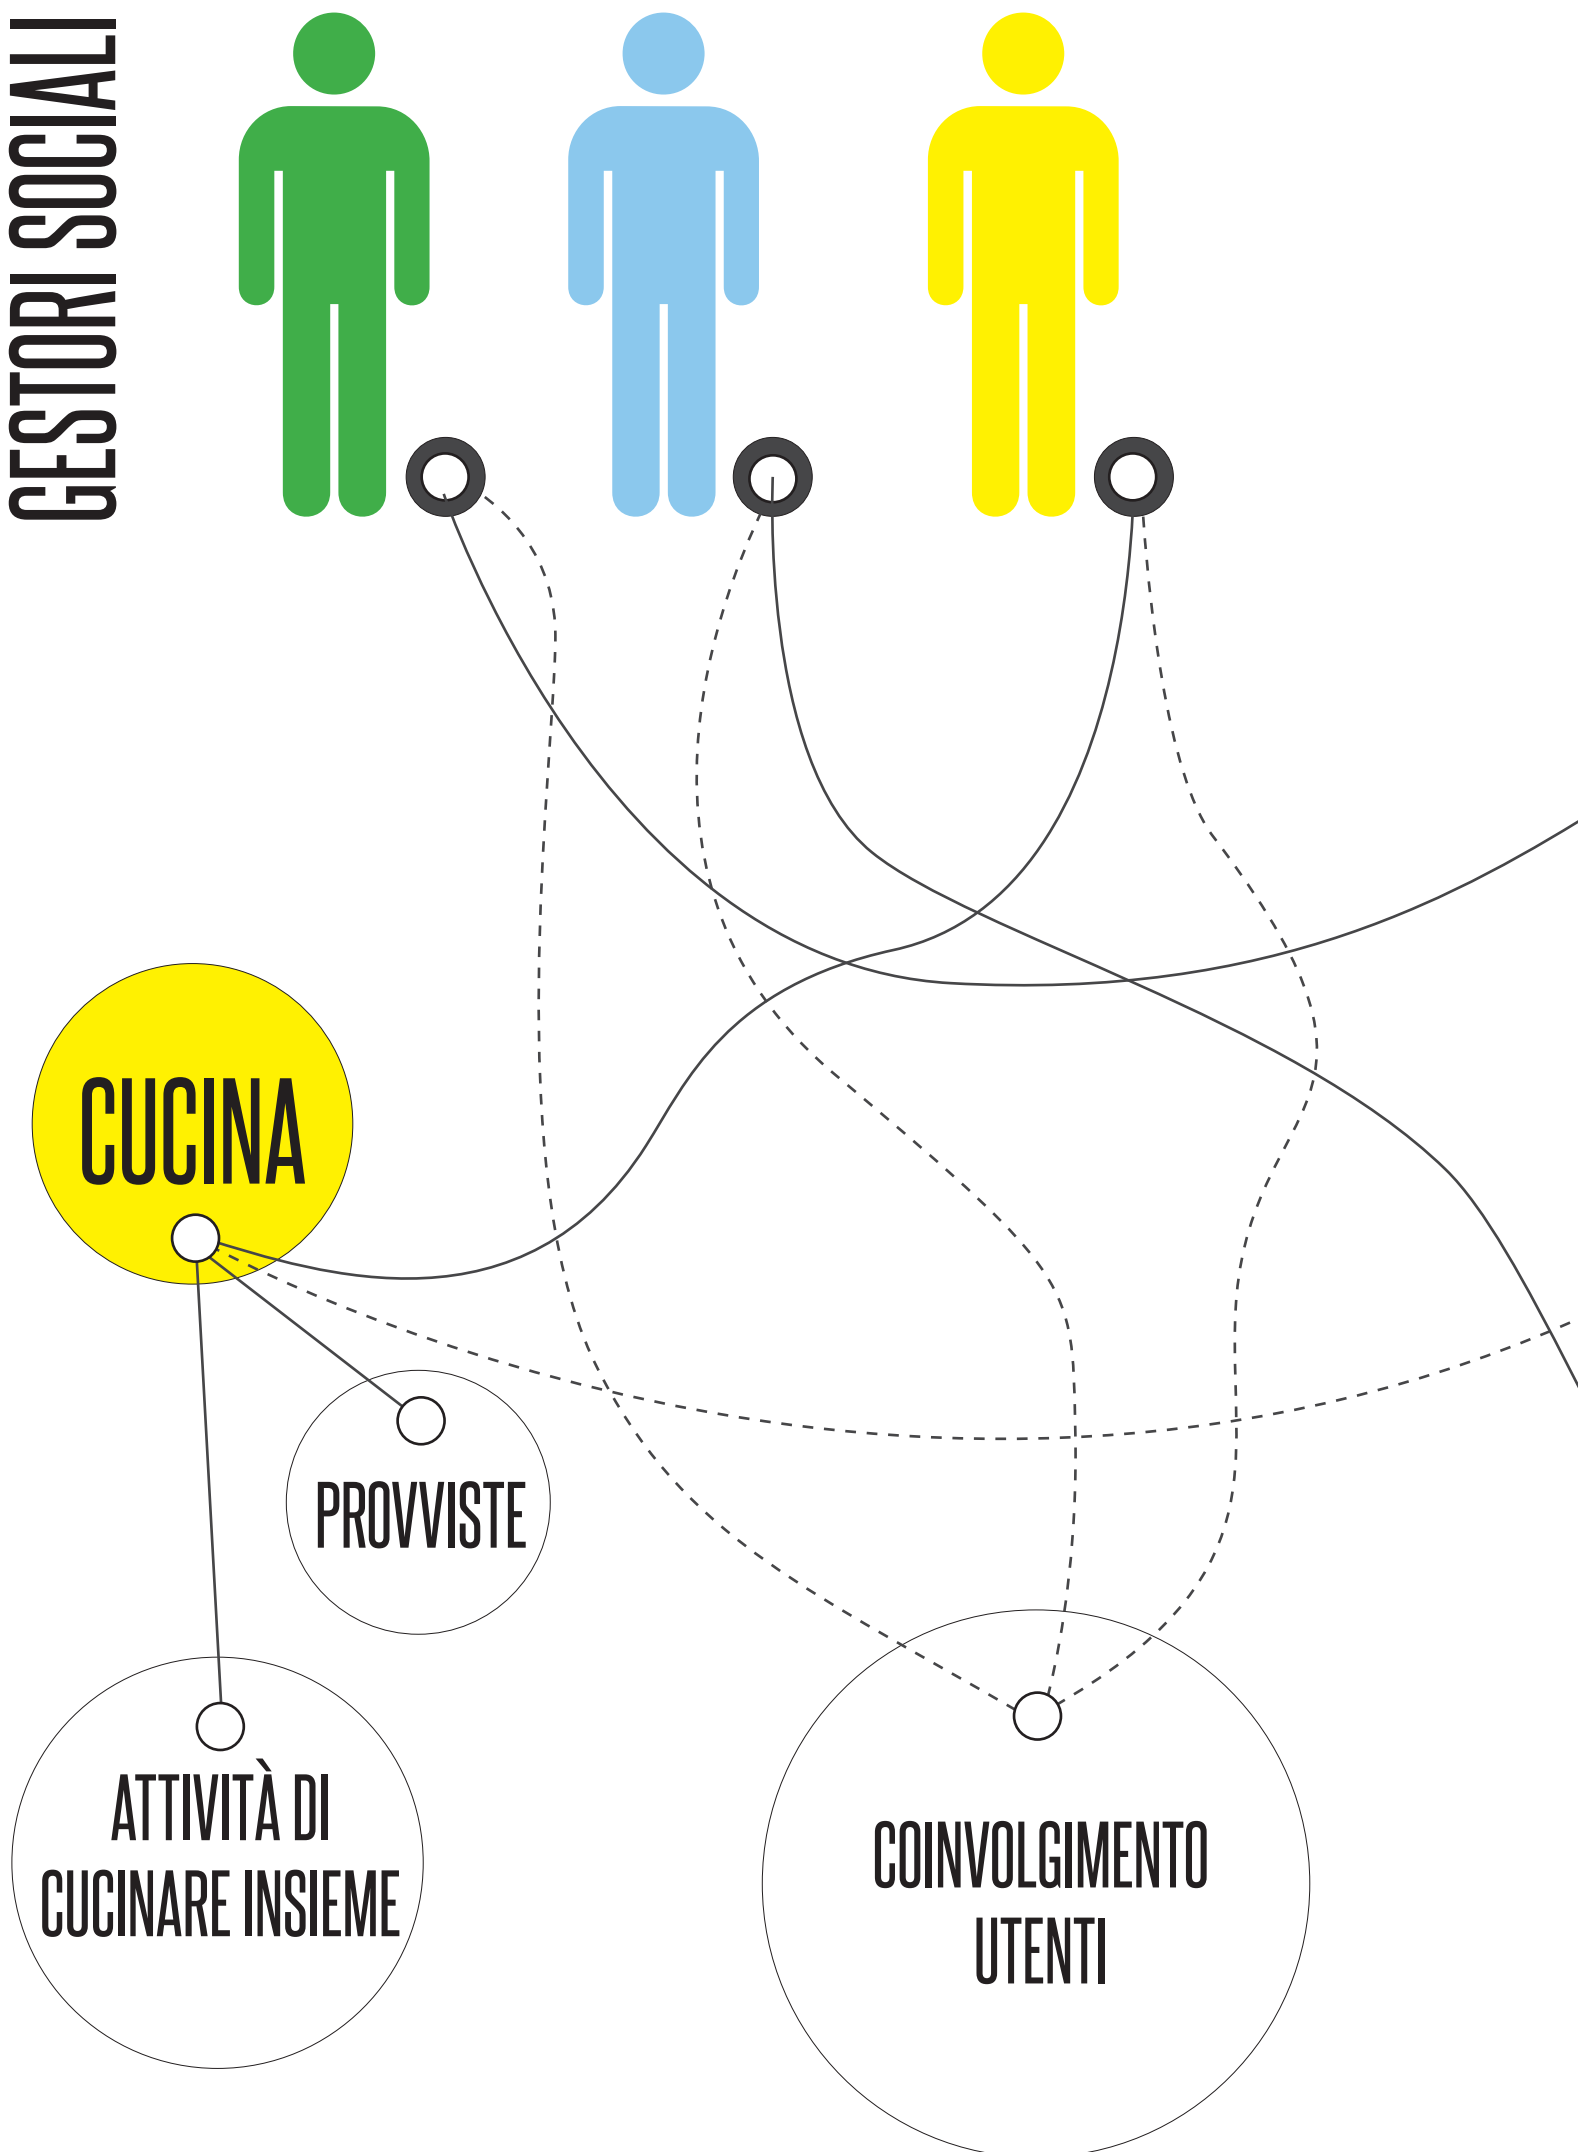 GESTORI SOCIALI
CUCINA
PROVVISTE
ATTIVITÀ DI
CUCINARE INSIEME
COINVOLGIMENTO
UTENTI